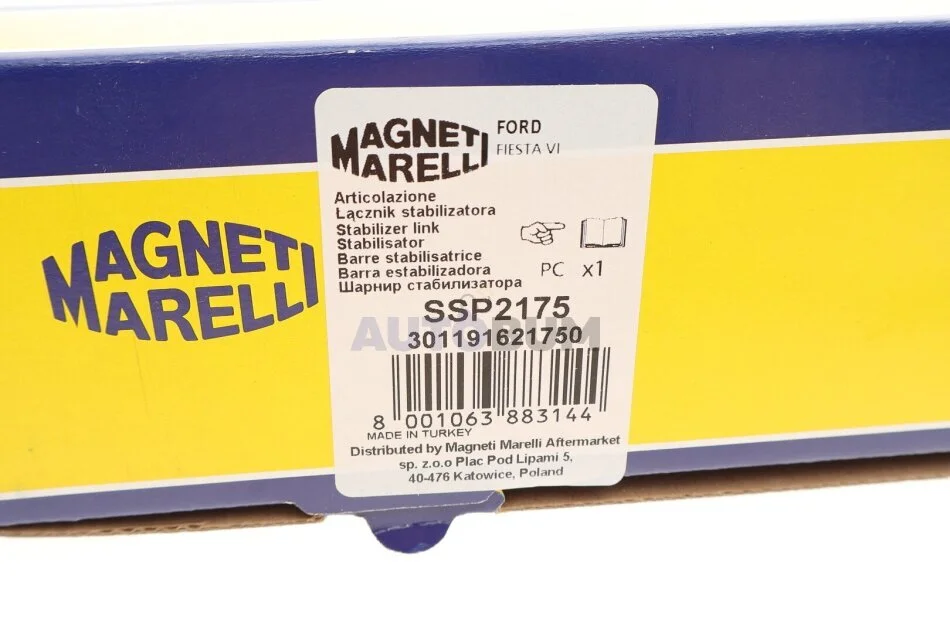 MAGNETI
MARELLI
MAGNETI
MARELLI
FORD
FIESTA VI
Articolazione
Łącznik stabilizatora
Stabilizer link
Stabilisator
Barre stabilisatrice
Barra estabilizadora
Шарнир стабилизатора
PC x1
SSP2175
AUTODUM
301191621750
8 001063 883144
MADE IN TURKEY
Distributed by Magneti Marelli Aftermarket
sp. z.o.o Plac Pod Lipami 5,
40-476 Katowice, Poland